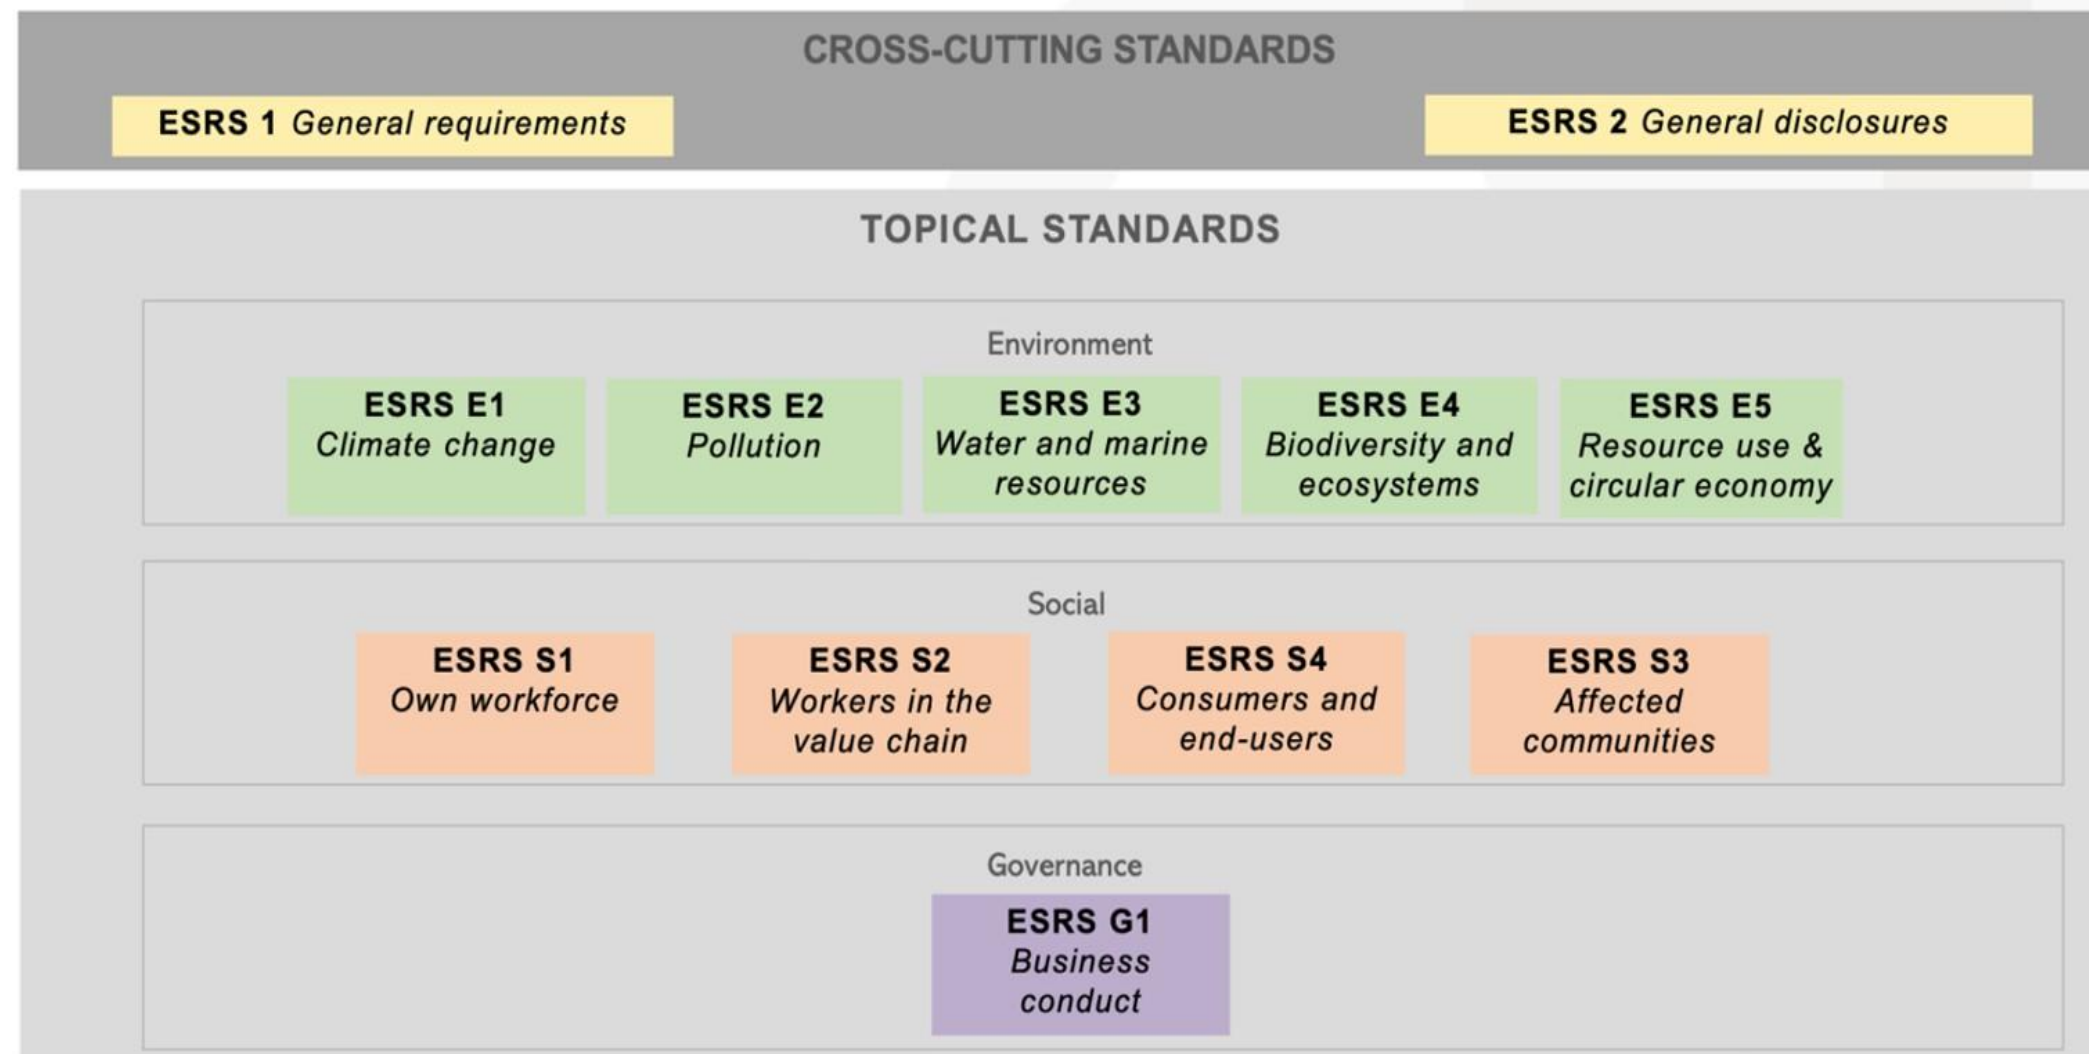 CROSS-CUTTING STANDARDS
ESRS 1 General requirements
ESRS 2 General disclosures
TOPICAL STANDARDS
Environment
ESRS E1
Climate change
ESRS E2
Pollution
ESRS E3
Water and marine
resources
ESRS E4
Biodiversity and
ecosystems
ESRS E5
Resource use &
circular economy
Social
ESRS S1
Own workforce
ESRS S2
Workers in the
value chain
ESRS S4
Consumers and
end-users
ESRS S3
Affected
communities
Governance
ESRS G1
Business
conduct